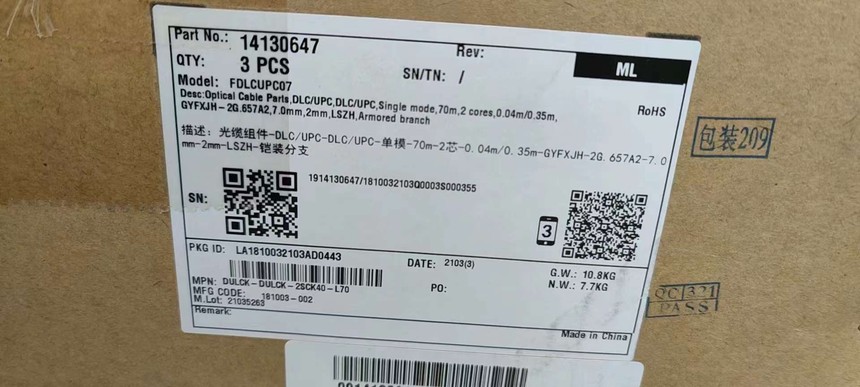 Part No.: 14130647
Rev:
ML
QTY: 3 PCS
SN/TN: /
Model: FDLCUPC07
RoHS
Desc:Optical Cable Parts,DLC/UPC,DLC/UPC,Single mode,70m,2 cores,0.04m/0.35m,
GYFXJH-2G.657A2,7.0mm,2mm,LSZH,Armored branch
包装209
描述: 光缆组件-DLC/UPC-DLC/UPC-单模-70m-2芯-0.04m/0.35m-GYFXJH-2G.657A2-7.0
mm-2mm-LSZH-铠装分支
1914130647/1810032103Q0003S000355
SN:
3
PKG ID: LA1810032103AD0443
DATE: 2103(3)
G.W.: 10.8KG
N.W.: 7.7KG
MPN: DULCK-DULCK-2SCK40-L70
PO:
MFG CODE: 181003-002
M.Lot: 21035263
QC 321
PASS
Remark:
Made in China